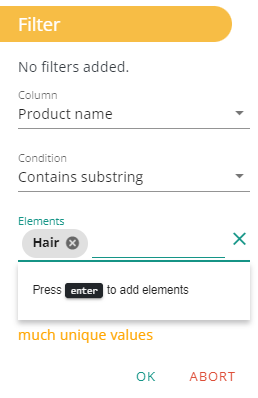 Filter
No filters added.
Column
Product name
Condition
Contains substring
Elements
Hair
Press enter to add elements
much unique values
OK ABORT